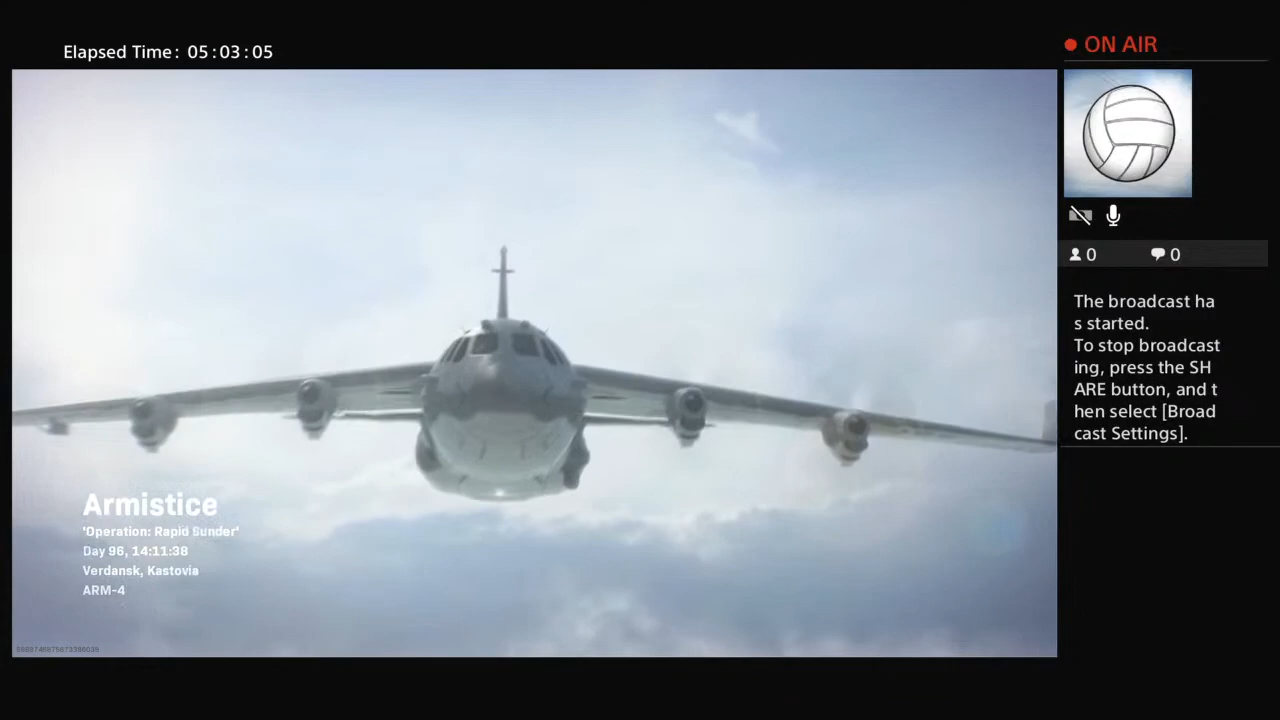 Elapsed Time: 05:03:05
ON AIR
0 0
The broadcast ha
s started.
To stop broadcast
ing, press the SH
ARE button, and t
hen select [Broad
cast Settings].
Armistice
'Operation: Rapid Sunder'
Day 96, 14:11:38
Verdansk, Kastovia
ARM-4